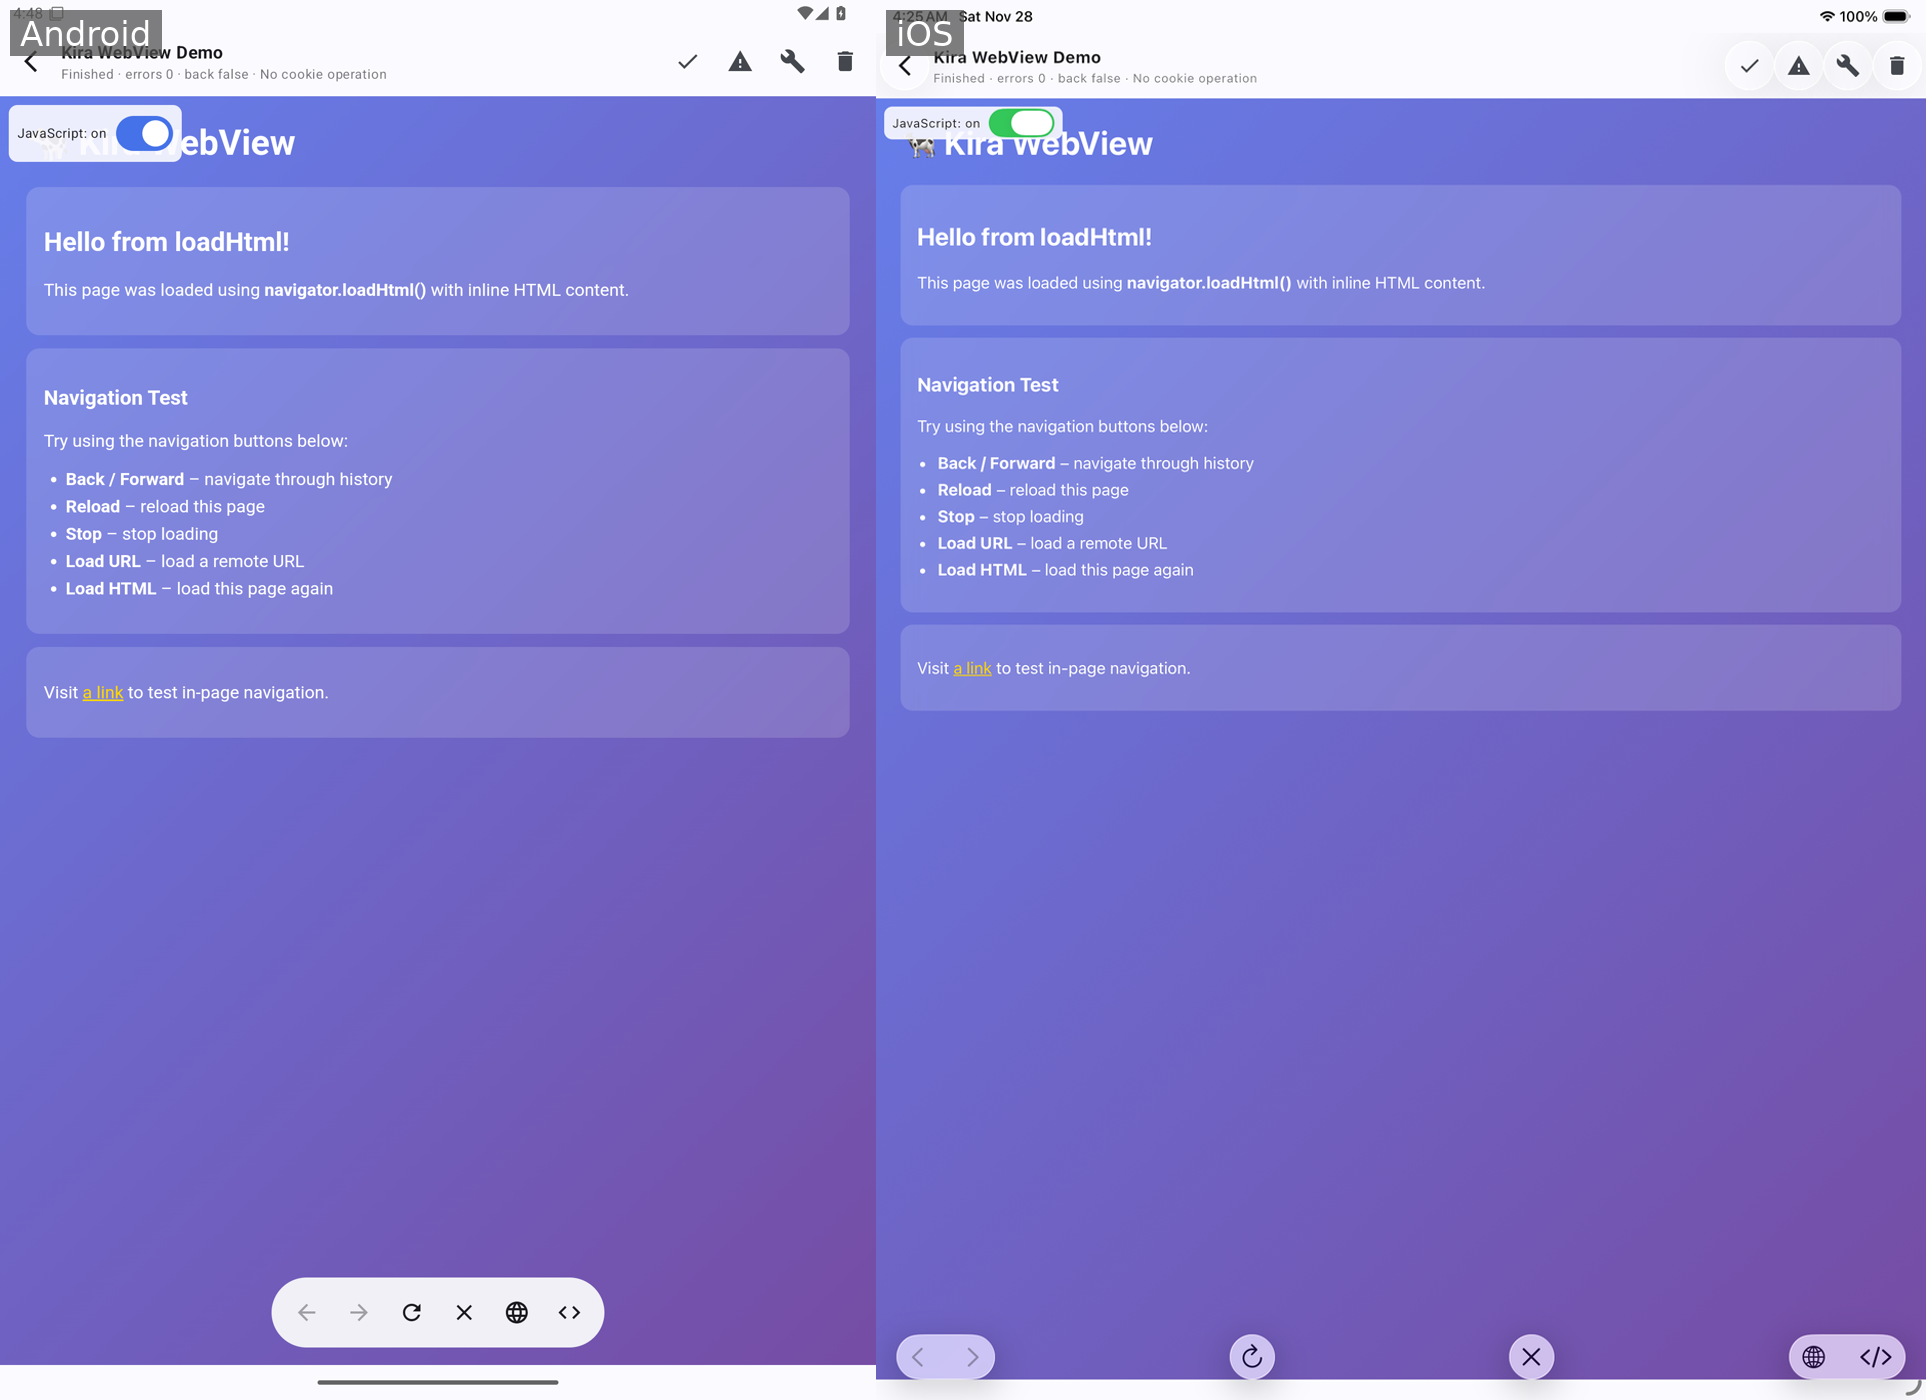 4:48
Android
Kira WebView Demo
Finished · errors 0 · back false · No cookie operation
JavaScript: on
Kira WebView
Hello from loadHtml!
This page was loaded using navigator.loadHtml() with inline HTML content.
Navigation Test
Try using the navigation buttons below:
• Back / Forward – navigate through history
• Reload – reload this page
• Stop – stop loading
• Load URL – load a remote URL
• Load HTML – load this page again
Visit a link to test in-page navigation.
4:25 AM Sat Nov 28
100%
iOS
Kira WebView Demo
Finished · errors 0 · back false · No cookie operation
JavaScript: on
Kira WebView
Hello from loadHtml!
This page was loaded using navigator.loadHtml() with inline HTML content.
Navigation Test
Try using the navigation buttons below:
• Back / Forward – navigate through history
• Reload – reload this page
• Stop – stop loading
• Load URL – load a remote URL
• Load HTML – load this page again
Visit a link to test in-page navigation.